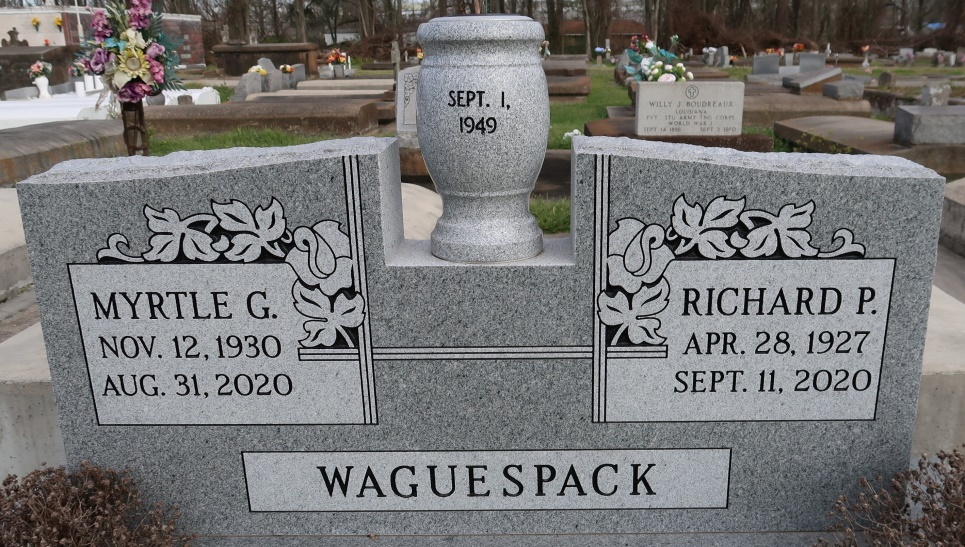 SEPT. 1,
1949
MYRTLE G.
NOV. 12, 1930
AUG. 31, 2020
RICHARD P.
APR. 28, 1927
SEPT. 11, 2020
WAGUESPACK
WILLY J BOUDREAUX
LOUISIANA
WORLD WAR I